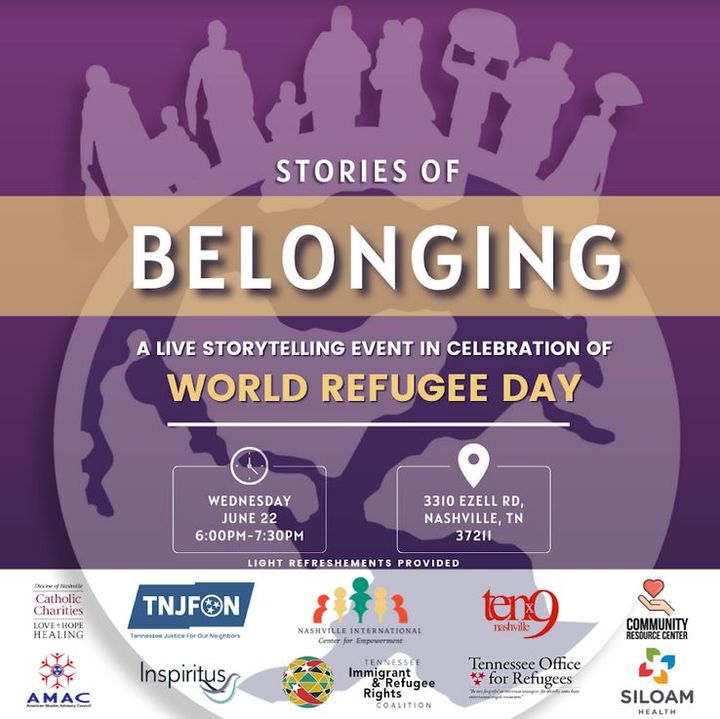 STORIES OF
BELONGING
A LIVE STORYTELLING EVENT IN CELEBRATION OF
WORLD REFUGEE DAY
WEDNESDAY
JUNE 22
6:00PM-7:30PM
3310 EZELL RD,
NASHVILLE, TN
37211
LIGHT REFRESHEMENTS PROVIDED
Diocese of Nashville
Catholic
Charities
LOVE + HOPE
HEALING
TNJFON
Tennessee Justice For Our Neighbors
NASHVILLE INTERNATIONAL
Center for Empowerment
tenx9
nashville
COMMUNITY
RESOURCE CENTER
AMAC
American Muslim Advisory Council
Inspiritus
TENNESSEE
Immigrant
& Refugee
Rights
COALITION
Tennessee Office
for Refugees
SILOAM
HEALTH